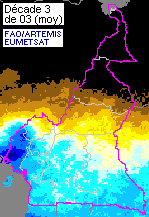 Décade 3
de 03 (moy)
FAO/ARTEMIS
EUMETSAT